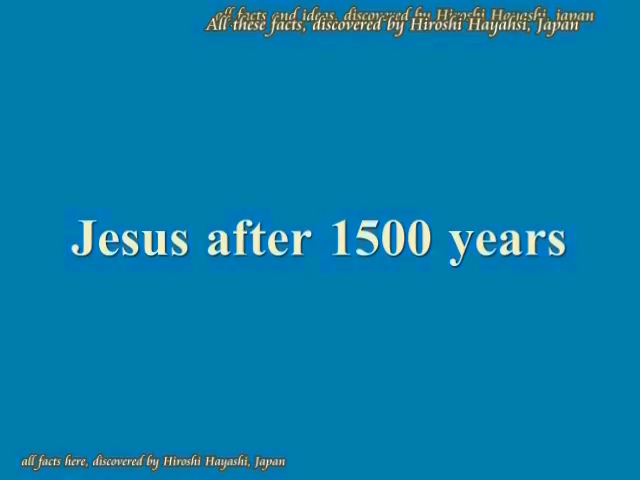 all facts and ideas, discovered by Hiroshi Hayashi, japan
All these facts, discovered by Hiroshi Hayahsi, Japan
Jesus after 1500 years
all facts here, discovered by Hiroshi Hayashi, Japan